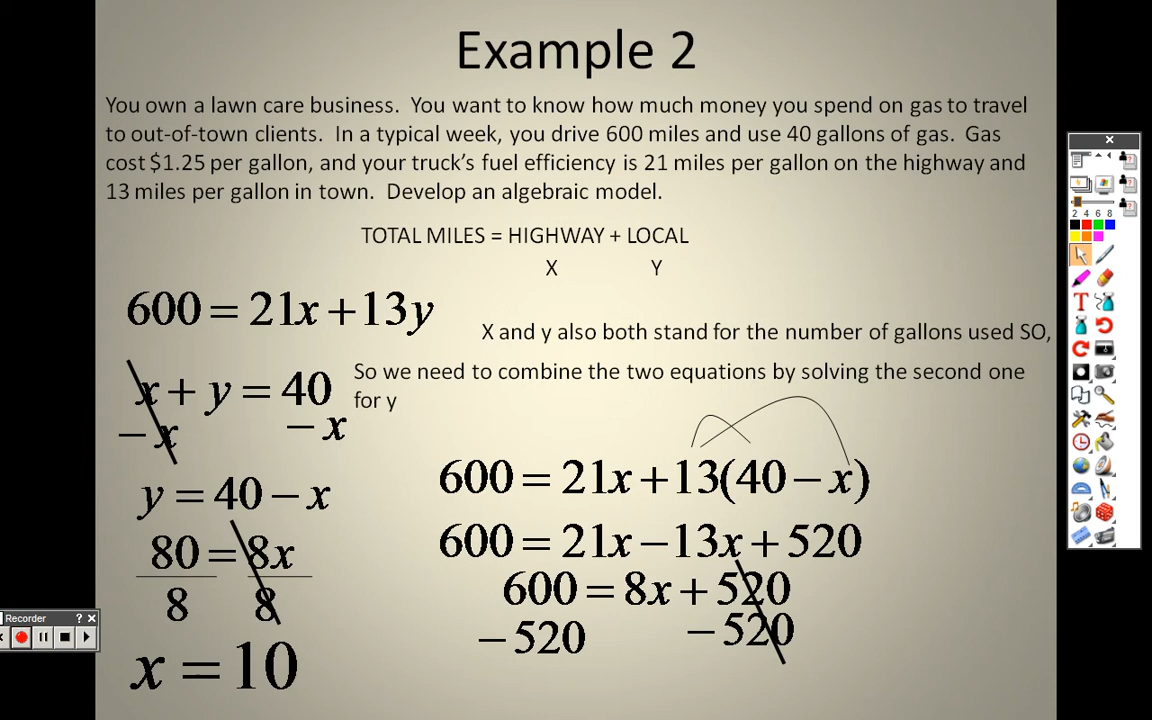 Example 2
You own a lawn care business.  You want to know how much money you spend on gas to travel
to out-of-town clients.  In a typical week, you drive 600 miles and use 40 gallons of gas.  Gas
cost $1.25 per gallon, and your truck's fuel efficiency is 21 miles per gallon on the highway and
13 miles per gallon in town.  Develop an algebraic model.
TOTAL MILES = HIGHWAY + LOCAL
X Y
600 = 21x + 13y
X and y also both stand for the number of gallons used SO,
x + y = 40
- x - x
So we need to combine the two equations by solving the second one
for y
y = 40 - x
600 = 21x + 13(40 - x)
600 = 21x - 13x + 520
80 = 8x
8 8
600 = 8x + 520
- 520 - 520
x = 10
2 4 6 8
T
Recorder ? ×